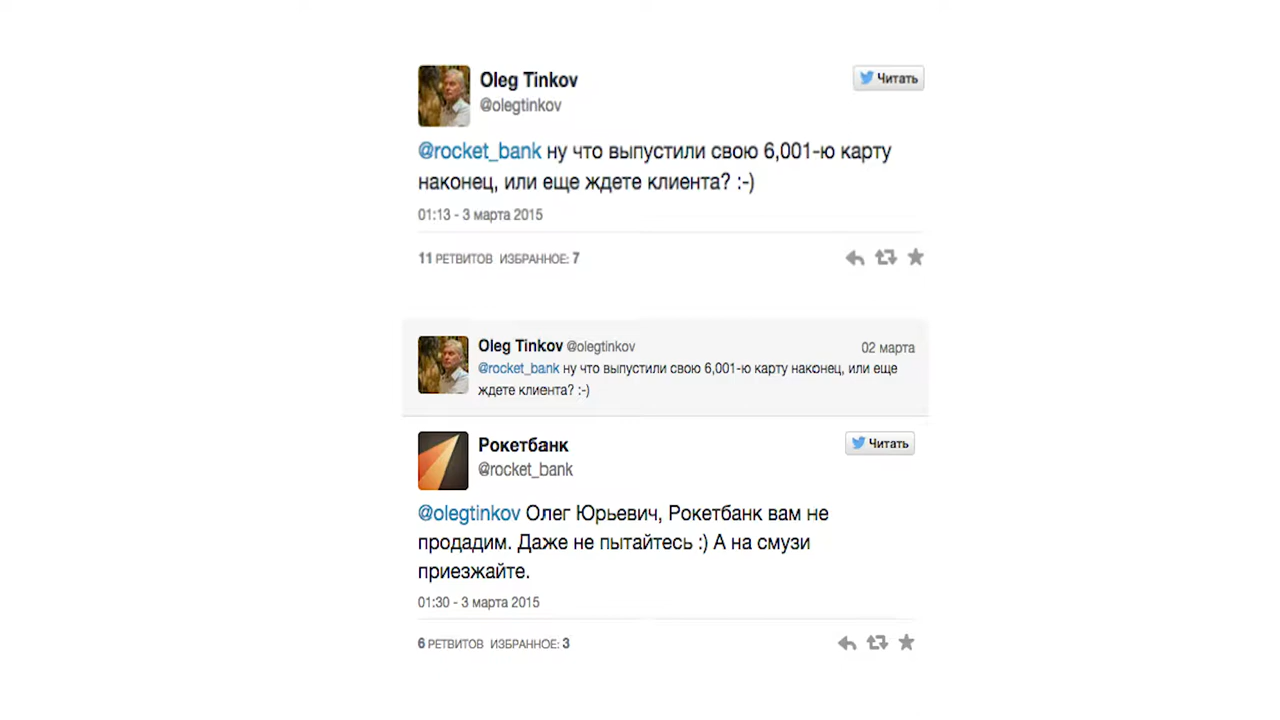 Oleg Tinkov
Читать
@olegtinkov
@rocket_bank ну что выпустили свою 6,001-ю карту
наконец, или еще ждете клиента? :-)
01:13 - 3 марта 2015
11 РЕТВИТОВ ИЗБРАННОЕ: 7
Oleg Tinkov @olegtinkov
02 марта
@rocket_bank ну что выпустили свою 6,001-ю карту наконец, или еще
ждете клиента? :-)
Рокетбанк
Читать
@rocket_bank
@olegtinkov Олег Юрьевич, Рокетбанк вам не
продадим. Даже не пытайтесь :) А на смузи
приезжайте.
01:30 - 3 марта 2015
6 РЕТВИТОВ ИЗБРАННОЕ: 3